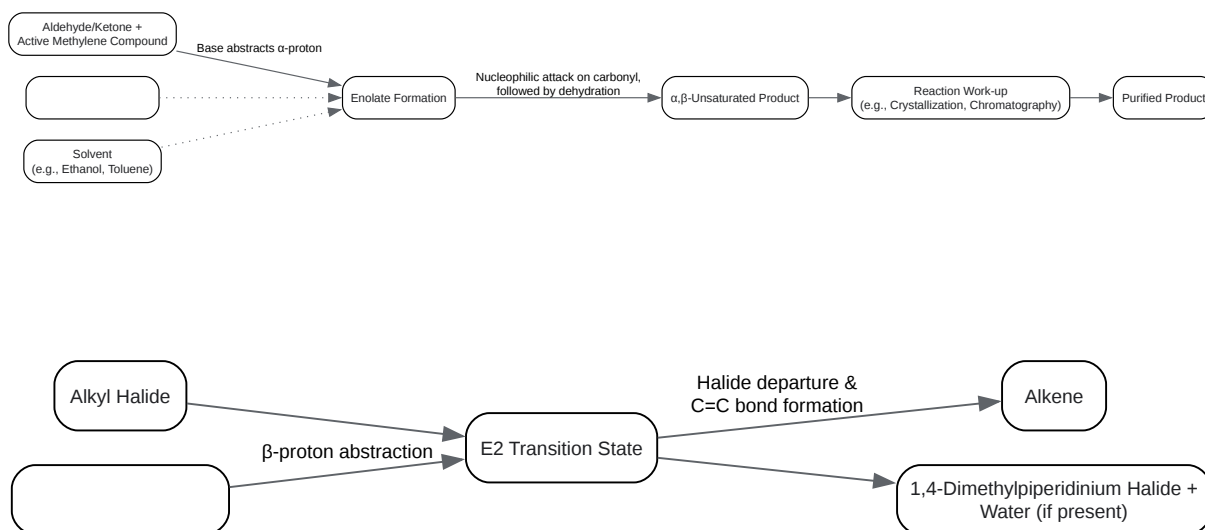 Aldehyde/Ketone +
Active Methylene Compound
Base abstracts α-proton
Enolate Formation
Nucleophilic attack on carbonyl,
followed by dehydration
α,β-Unsaturated Product
Reaction Work-up
(e.g., Crystallization, Chromatography)
Purified Product
Solvent
(e.g., Ethanol, Toluene)
Alkyl Halide
β-proton abstraction
E2 Transition State
Halide departure &
C=C bond formation
Alkene
1,4-Dimethylpiperidinium Halide +
Water (if present)